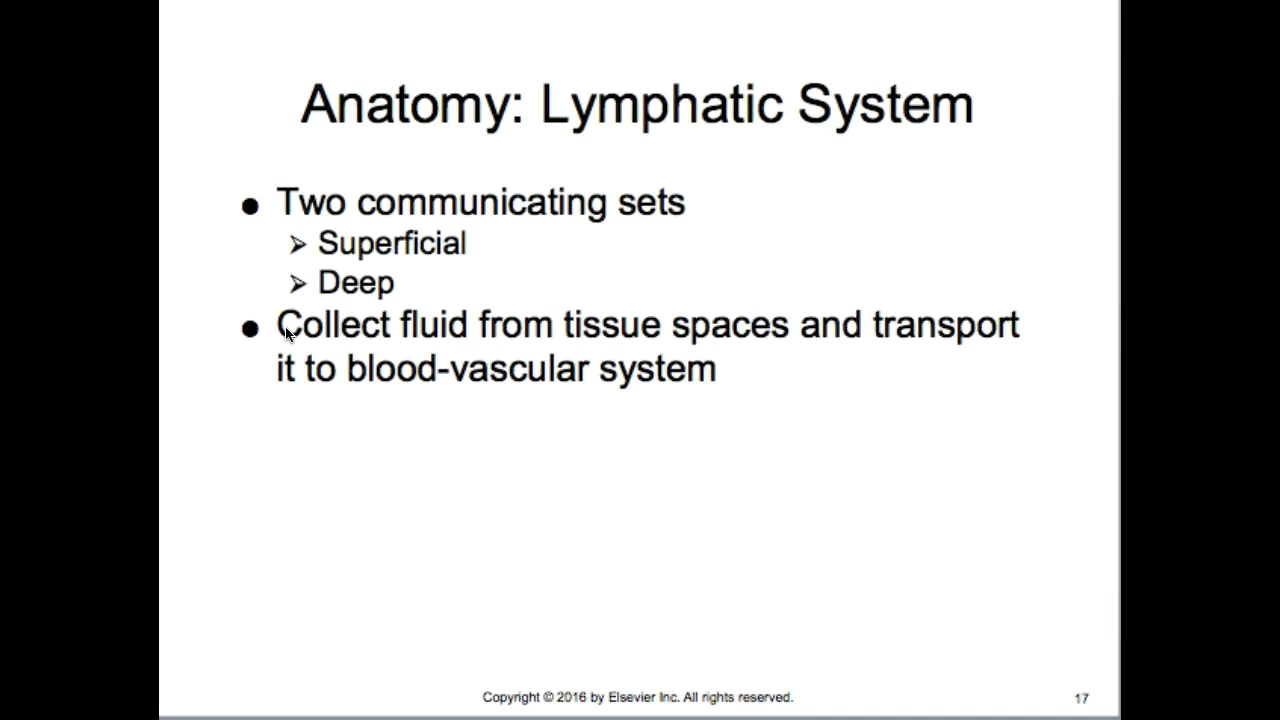 Anatomy: Lymphatic System
● Two communicating sets
➢ Superficial
➢ Deep
● Collect fluid from tissue spaces and transport
it to blood-vascular system
Copyright © 2016 by Elsevier Inc. All rights reserved.
17